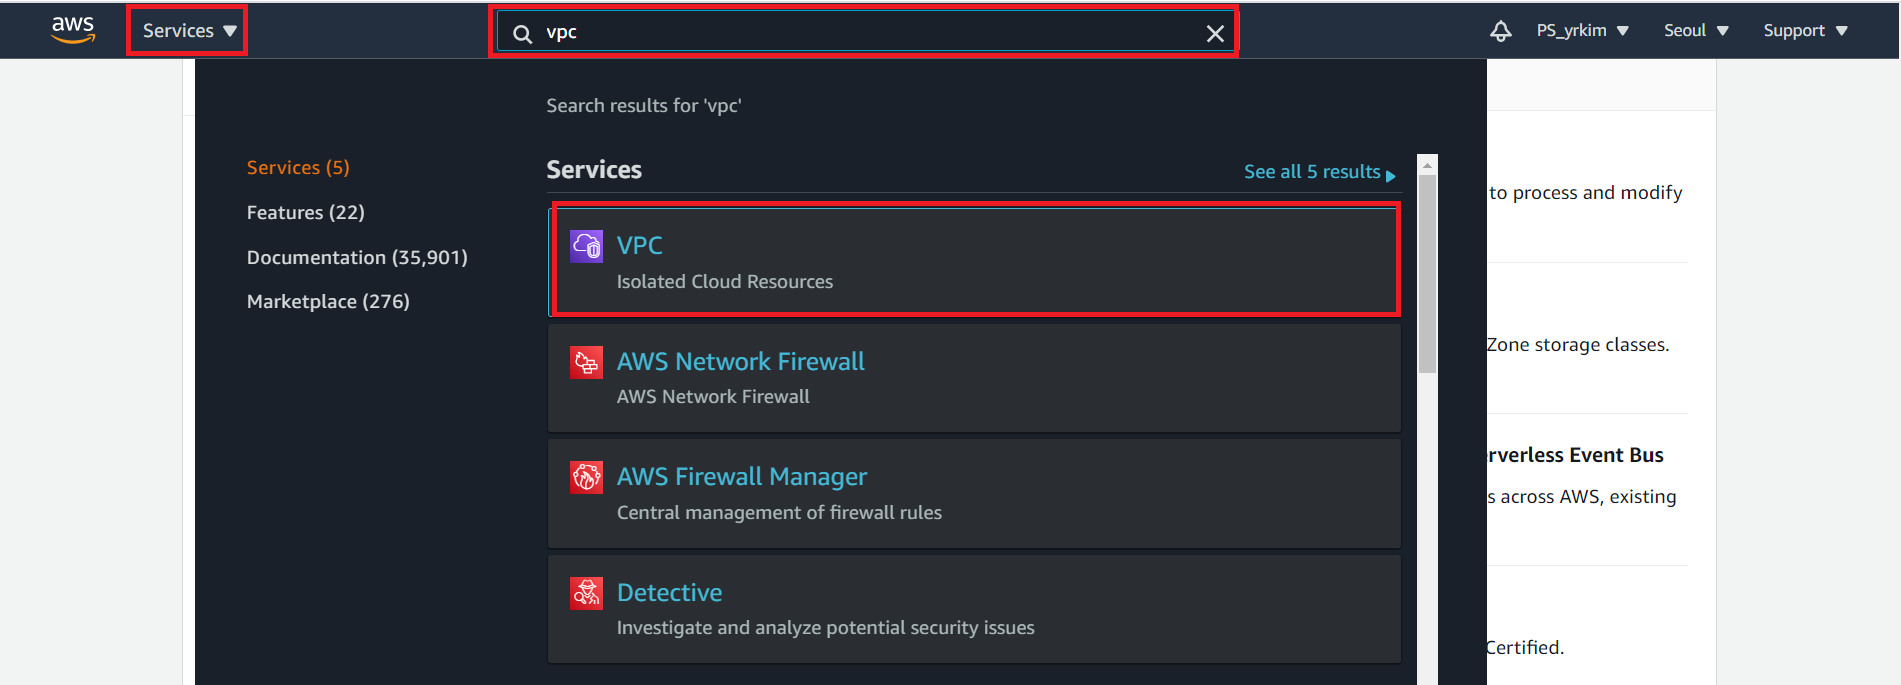 aws
Services
vpc
PS_yrkim
Seoul
Support
Search results for 'vpc'
Services (5)
Features (22)
Documentation (35,901)
Marketplace (276)
Services
See all 5 results
VPC
Isolated Cloud Resources
AWS Network Firewall
AWS Network Firewall
AWS Firewall Manager
Central management of firewall rules
Detective
Investigate and analyze potential security issues
to process and modify
Zone storage classes.
rverless Event Bus
s across AWS, existing
Certified.